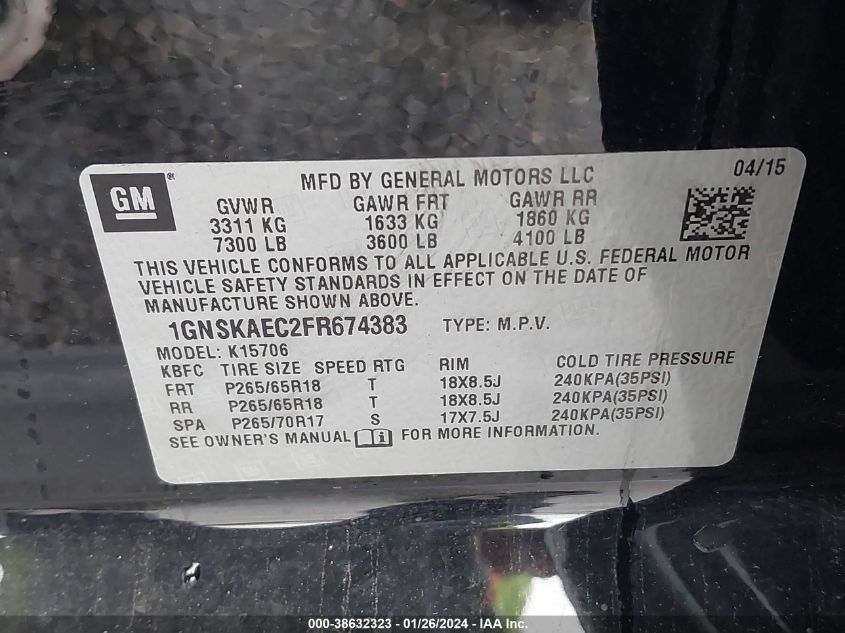 GM
®
MFD BY GENERAL MOTORS LLC
04/15
GVWR GAWR FRT GAWR RR
3311 KG 1633 KG 1860 KG
7300 LB 3600 LB 4100 LB
THIS VEHICLE CONFORMS TO ALL APPLICABLE U.S. FEDERAL MOTOR
VEHICLE SAFETY STANDARDS IN EFFECT ON THE DATE OF
MANUFACTURE SHOWN ABOVE.
1GNSKAEC2FR674383 TYPE: M.P.V.
MODEL: K15706
KBFC TIRE SIZE SPEED RTG RIM COLD TIRE PRESSURE
FRT P265/65R18 T 18X8.5J 240KPA(35PSI)
RR P265/65R18 T 18X8.5J 240KPA(35PSI)
SPA P265/70R17 S 17X7.5J 240KPA(35PSI)
SEE OWNER'S MANUAL FOR MORE INFORMATION.
000-38632323 - 01/26/2024 - IAA Inc.